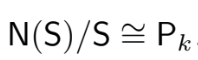 N(S)/S ≅ P_k.